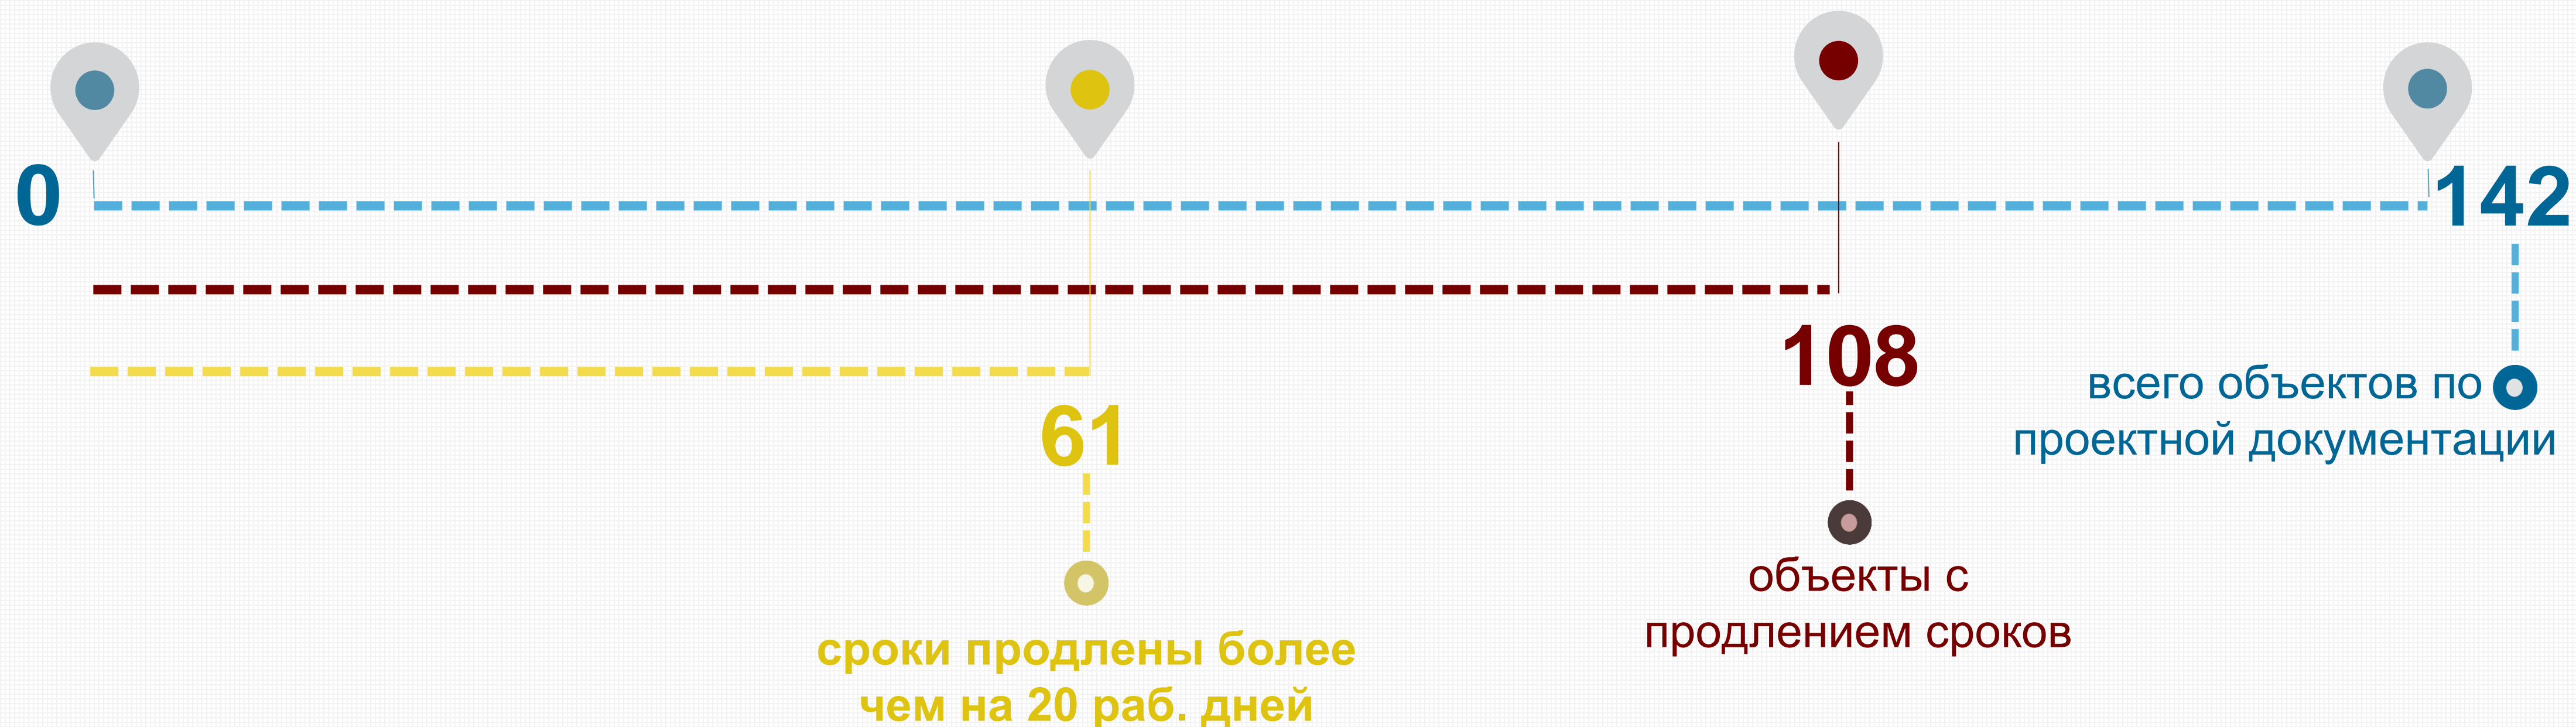 0
142
108
61
всего объектов по
проектной документации
объекты с
продлением сроков
сроки продлены более
чем на 20 раб. дней